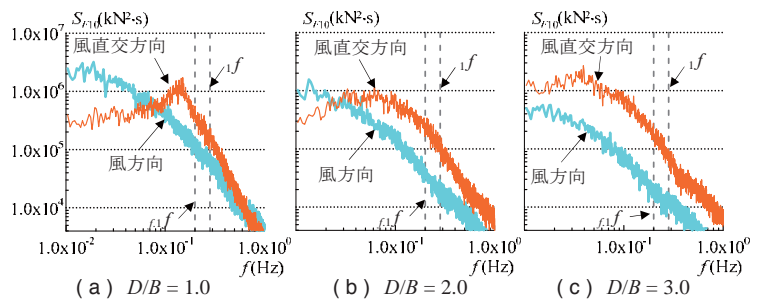 S_F10(kN²·s) S_F10(kN²·s) S_F10(kN²·s)
1.0x10⁷
1.0x10⁶
1.0x10⁵
1.0x10⁴
風直交方向 ₁f
風方向
f₁f
1.0x10⁻² 1.0x10⁻¹ 1.0x10⁰
f(Hz)
(a) D/B = 1.0
風直交方向 ₁f
風方向
f₁f
1.0x10⁻¹ 1.0x10⁰
f(Hz)
(b) D/B = 2.0
風直交方向 ₁f
風方向
f₁f
1.0x10⁻¹ 1.0x10⁰
f(Hz)
(c) D/B = 3.0